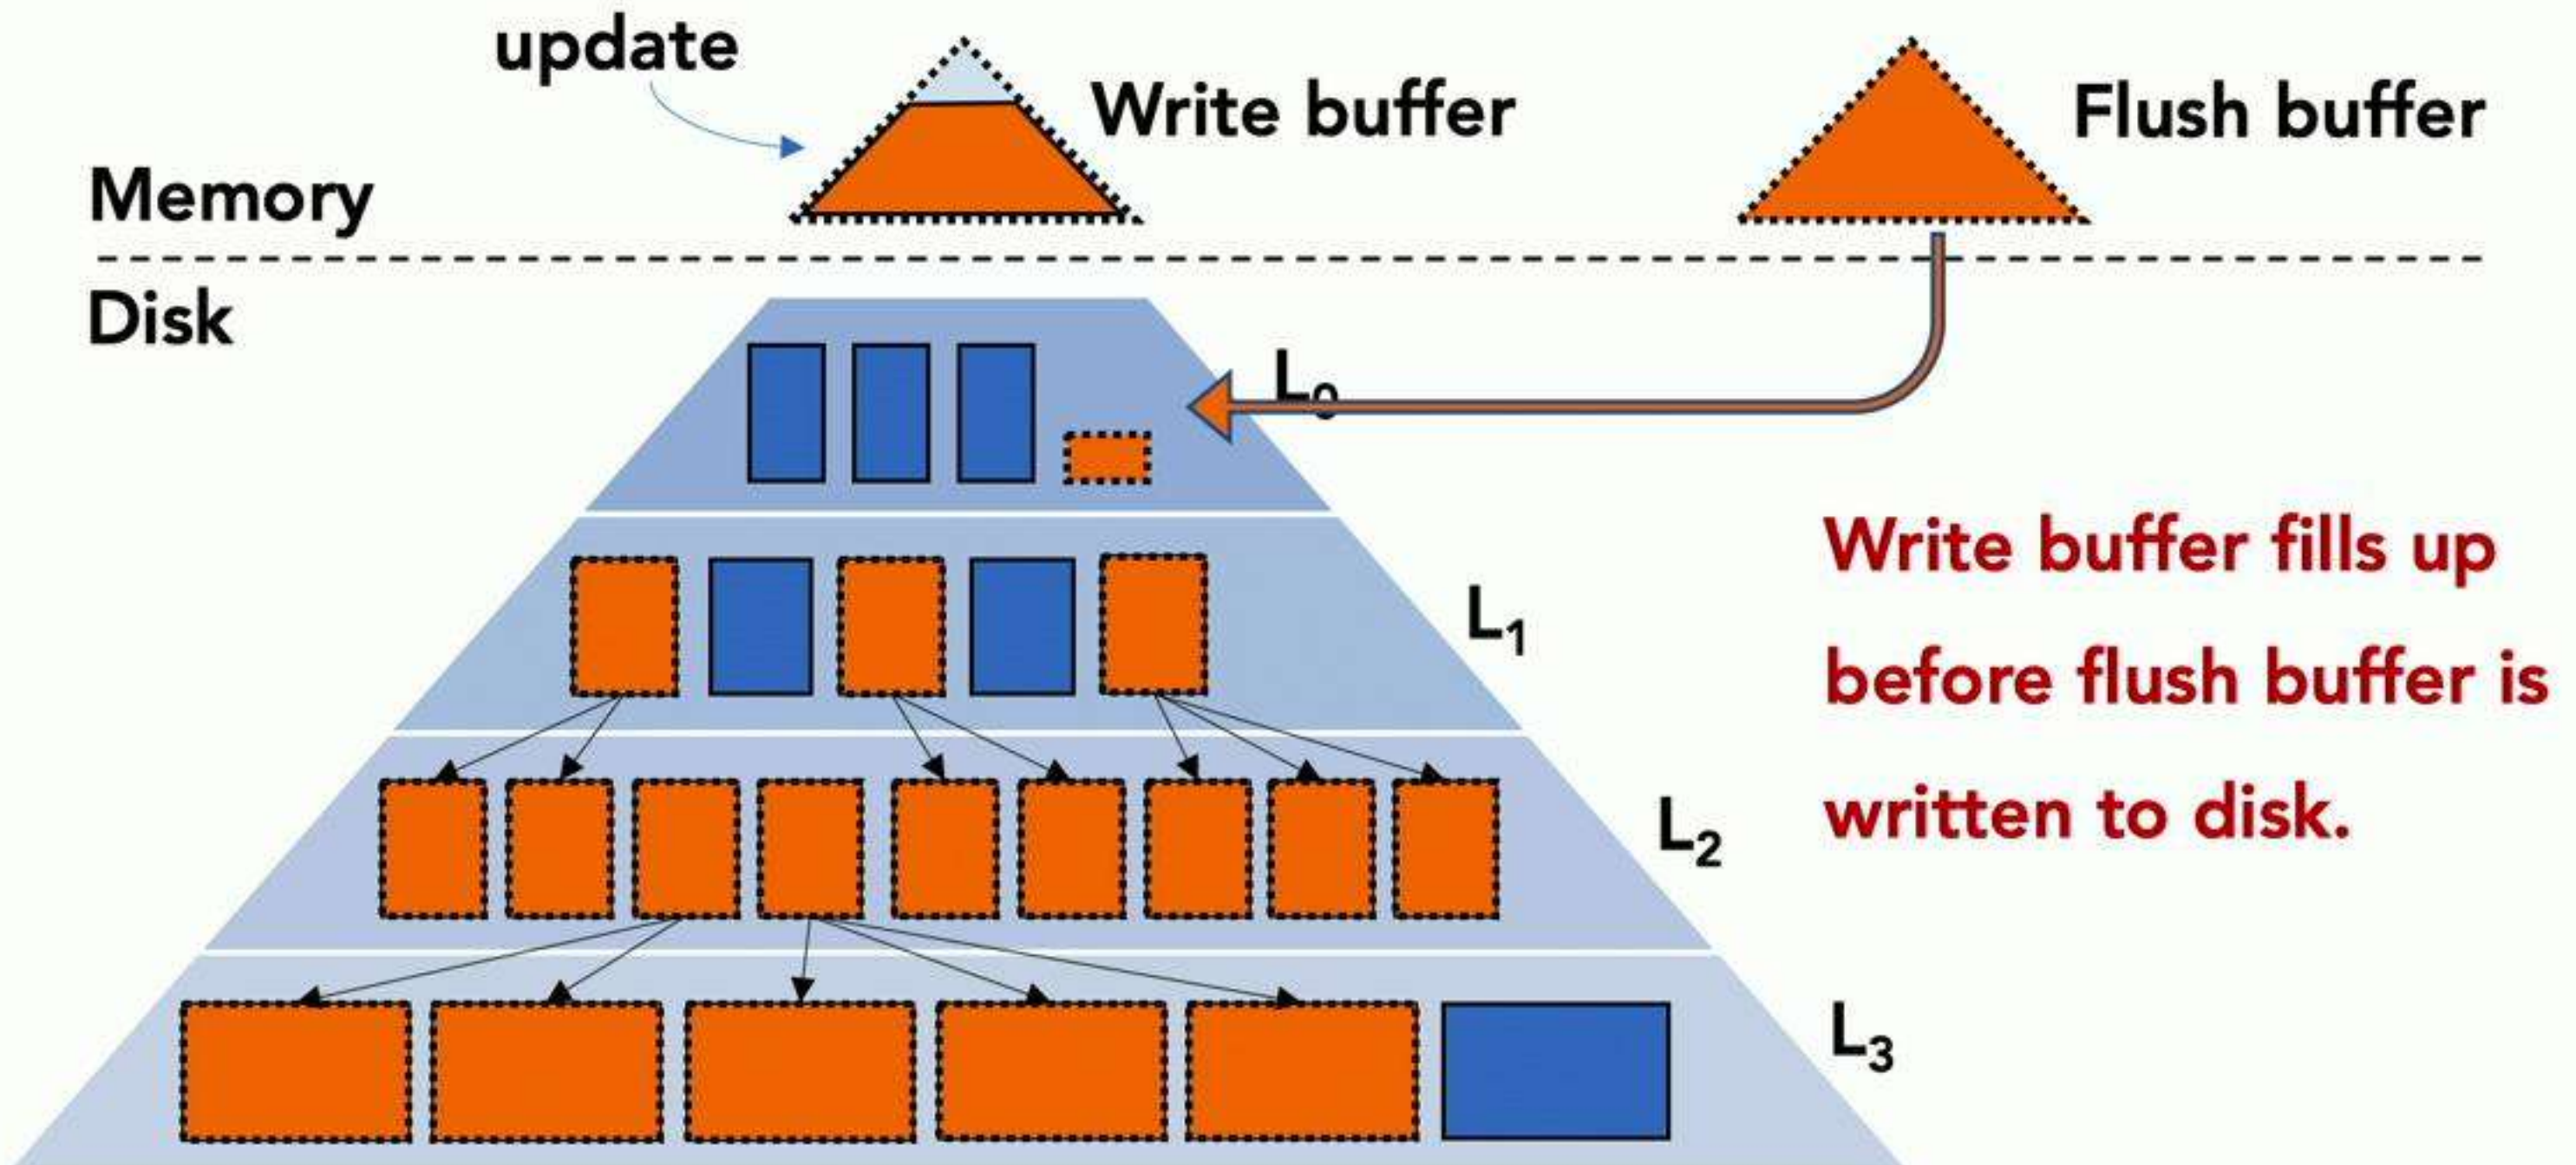 update
Write buffer
Flush buffer
Memory
Disk
L₀
L₁
Write buffer fills up
before flush buffer is
written to disk.
L₂
L₃